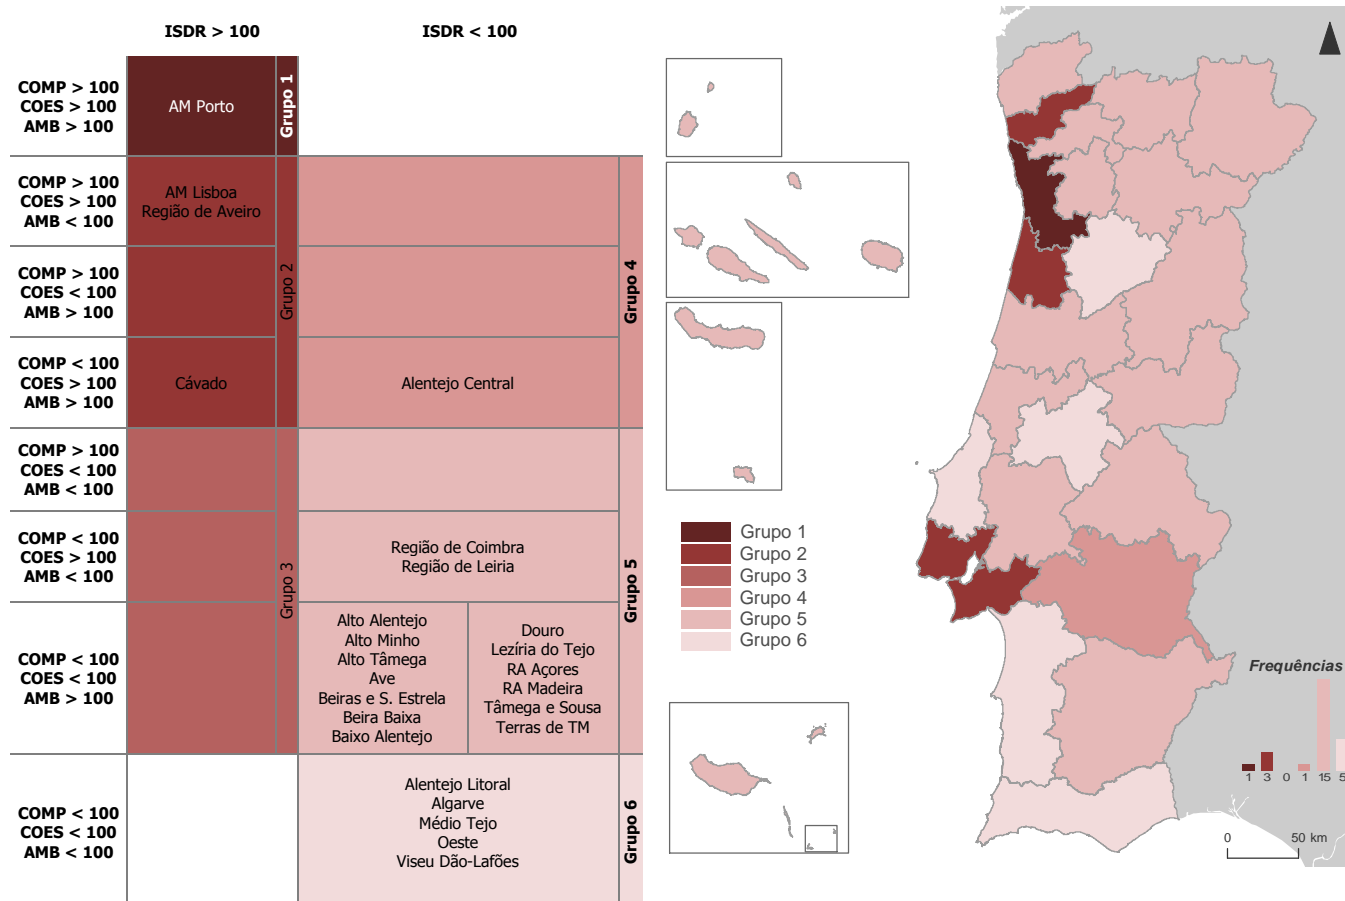 ISDR > 100
ISDR < 100
COMP > 100
COES > 100
AMB > 100
AM Porto
Grupo 1
COMP > 100
COES > 100
AMB < 100
AM Lisboa
Região de Aveiro
COMP > 100
COES < 100
AMB > 100
Grupo 2
Grupo 4
COMP < 100
COES > 100
AMB > 100
Cávado
Alentejo Central
COMP > 100
COES < 100
AMB < 100
COMP < 100
COES > 100
AMB < 100
Região de Coimbra
Região de Leiria
Grupo 3
Grupo 5
COMP < 100
COES < 100
AMB > 100
Alto Alentejo
Alto Minho
Alto Tâmega
Ave
Beiras e S. Estrela
Beira Baixa
Baixo Alentejo
Douro
Lezíria do Tejo
RA Açores
RA Madeira
Tâmega e Sousa
Terras de TM
COMP < 100
COES < 100
AMB < 100
Alentejo Litoral
Algarve
Médio Tejo
Oeste
Viseu Dão-Lafões
Grupo 6
Grupo 1
Grupo 2
Grupo 3
Grupo 4
Grupo 5
Grupo 6
Frequências
1 3 0 1 15 5
0 50 km